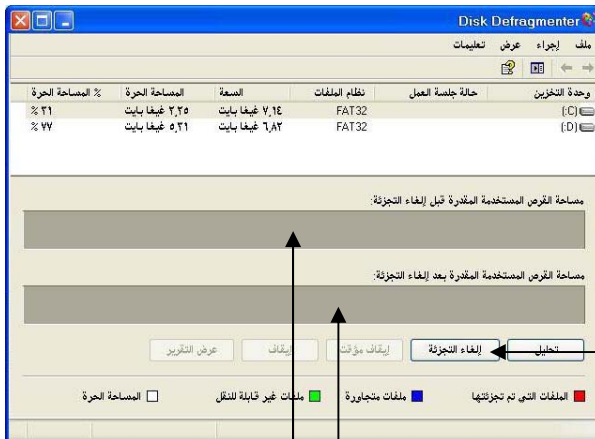 Disk Defragmenter
ملف إجراء عرض تعليمات
وحدة التخزين حالة جلسة العمل نظام الملفات السعة المساحة الحرة % المساحة الحرة
(C:) FAT32 ٧,١٤ غيغا بايت ٢,٢٥ غيغا بايت ٣١ %
(D:) FAT32 ٦,٨٢ غيغا بايت ٥,٣١ غيغا بايت ٧٧ %
مساحة القرص المستخدمة المقدرة قبل إلغاء التجزئة:
مساحة القرص المستخدمة المقدرة بعد إلغاء التجزئة:
تحليل إلغاء التجزئة إيقاف مؤقت إيقاف عرض التقرير
الملفات التي تم تجزئتها ملفات متجاورة ملفات غير قابلة للنقل المساحة الحرة